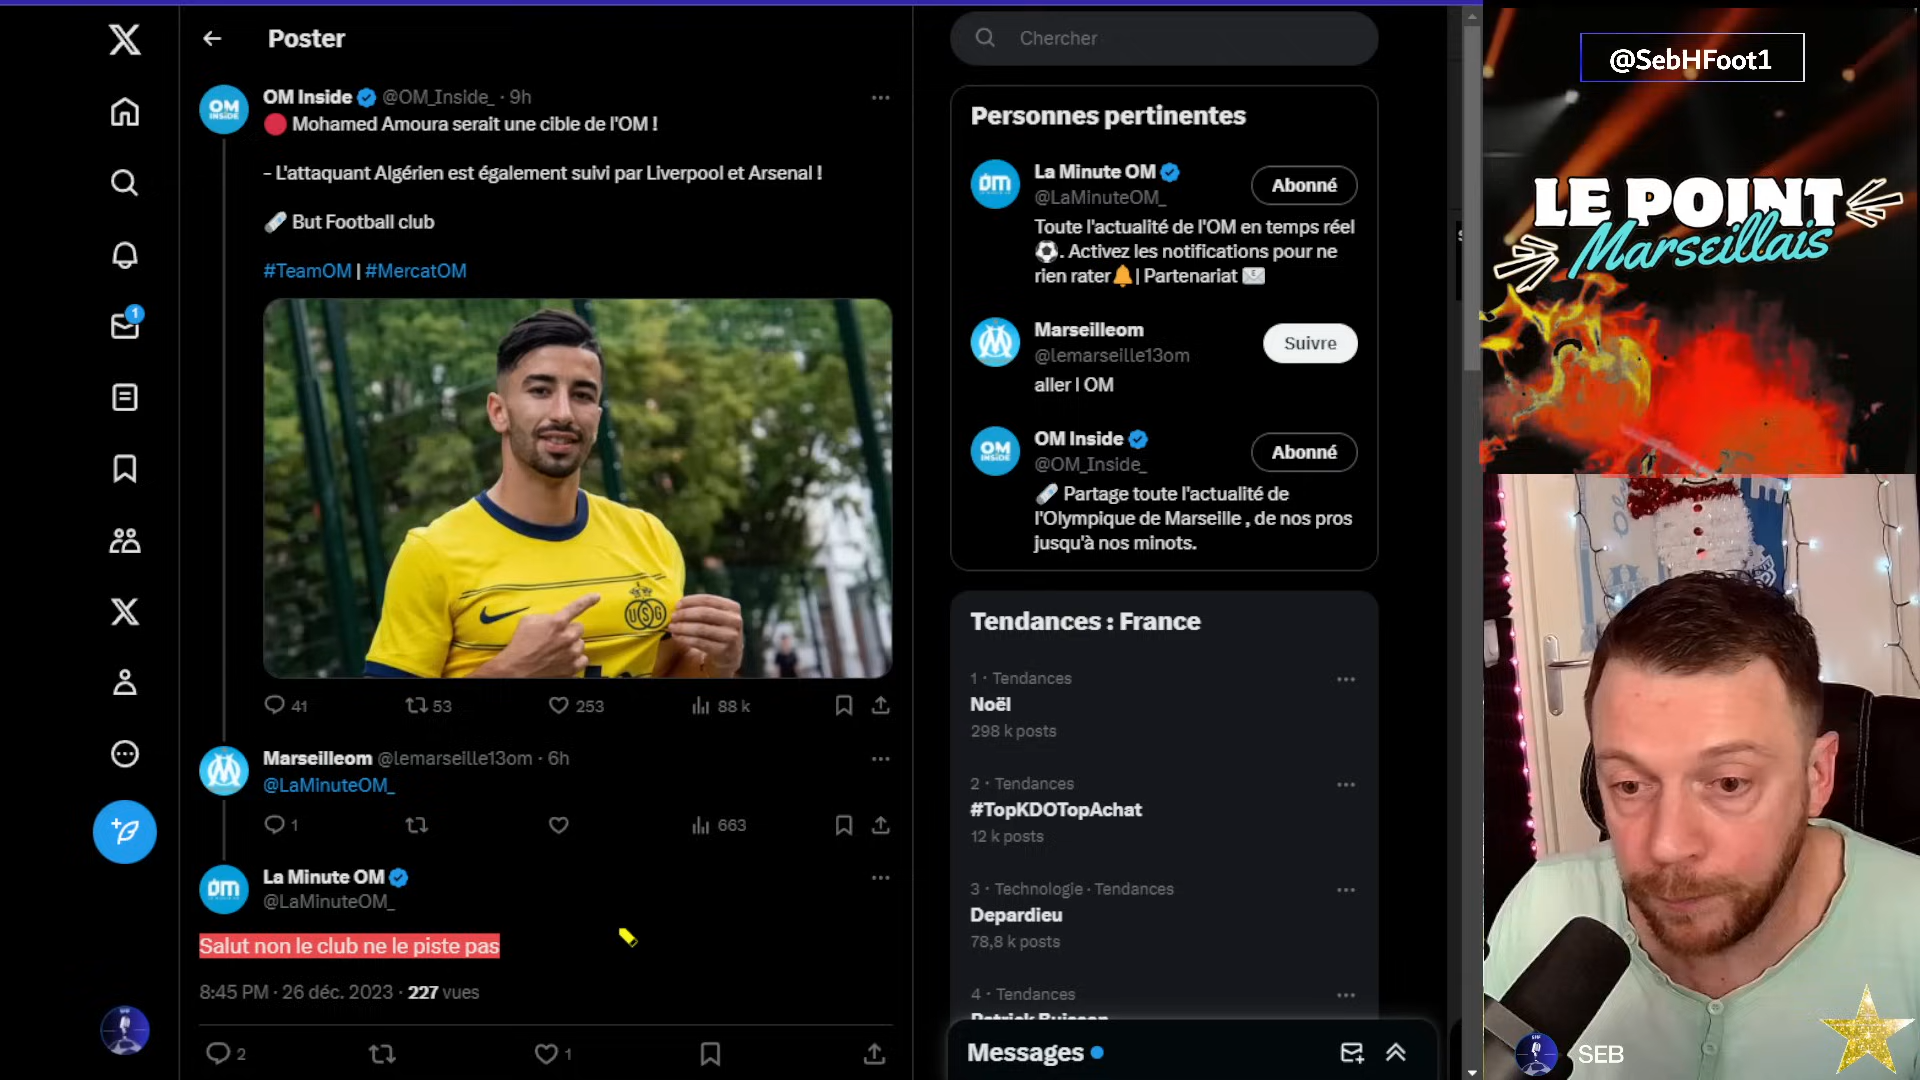 Poster
OM Inside @OM_Inside_ · 9h
Mohamed Amoura serait une cible de l'OM !
- L'attaquant Algérien est également suivi par Liverpool et Arsenal !
But Football club
#TeamOM | #MercatOM
USG
41 53 253 88 k
Marseilleom @lemarseille13om · 6h
@LaMinuteOM_
1 663
La Minute OM
@LaMinuteOM_
Salut non le club ne le piste pas
8:45 PM · 26 déc. 2023 · 227 vues
2 1
1
OM
INSIDE
Chercher
Personnes pertinentes
La Minute OM
@LaMinuteOM_
Abonné
Toute l'actualité de l'OM en temps réel
. Activez les notifications pour ne
rien rater | Partenariat
Marseilleom
@lemarseille13om
Suivre
aller l OM
OM Inside
@OM_Inside_
Abonné
Partage toute l'actualité de
l'Olympique de Marseille , de nos pros
jusqu'à nos minots.
Tendances : France
1 · Tendances
Noël
298 k posts
2 · Tendances
#TopKDOTopAchat
12 k posts
3 · Technologie · Tendances
Depardieu
78,8 k posts
4 · Tendances
Messages
@SebHFoot1
LE POINT
Marseillais
SEB